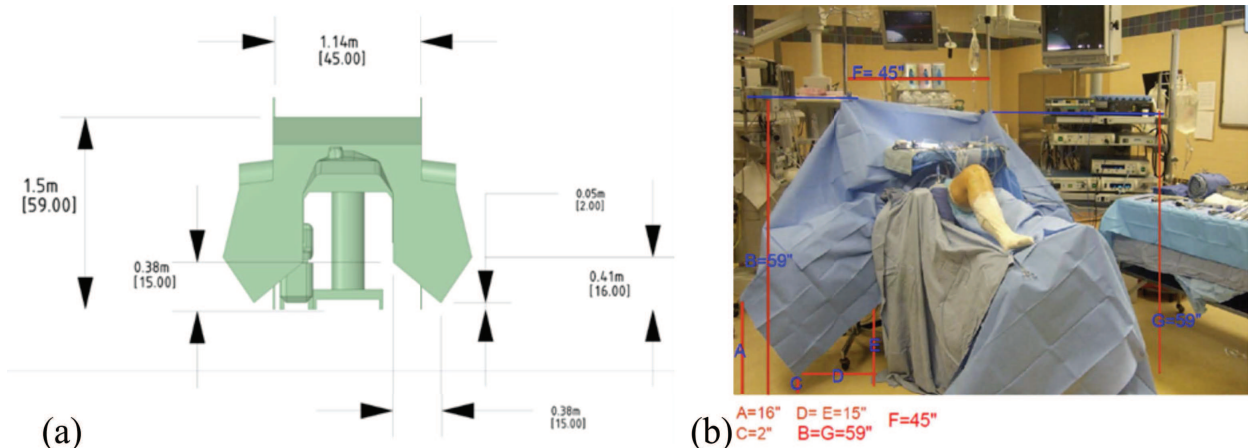 1.14m
[45.00]
1.5m
[59.00]
0.38m
[15.00]
0.05m
[2.00]
0.41m
[16.00]
0.38m
[15.00]
(a)
F= 45"
B=59"
G=59"
A
E
C
D
A=16" D= E=15" F=45"
C=2" B=G=59"
(b)